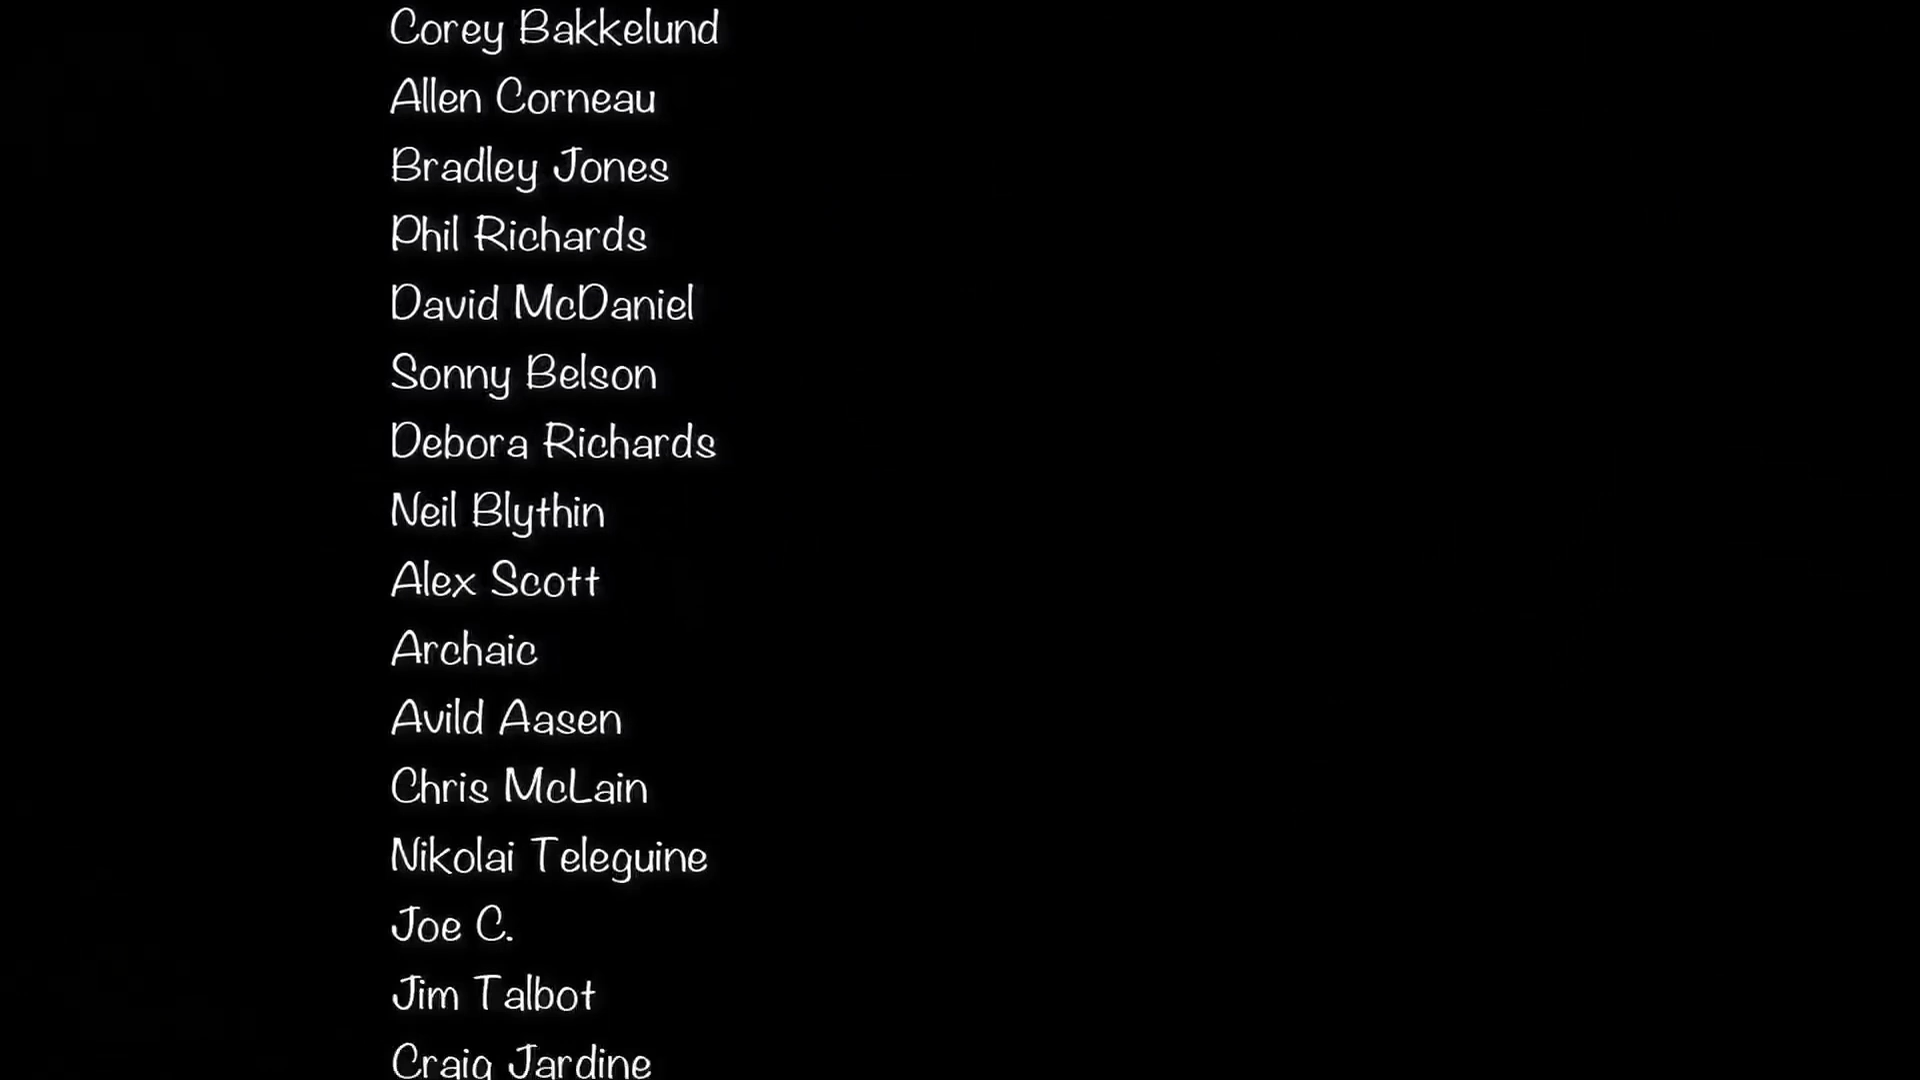 Corey Bakkelund
Allen Corneau
Bradley Jones
Phil Richards
David McDaniel
Sonny Belson
Debora Richards
Neil Blythin
Alex Scott
Archaic
Avild Aasen
Chris McLain
Nikolai Teleguine
Joe C.
Jim Talbot
Craig Jardine